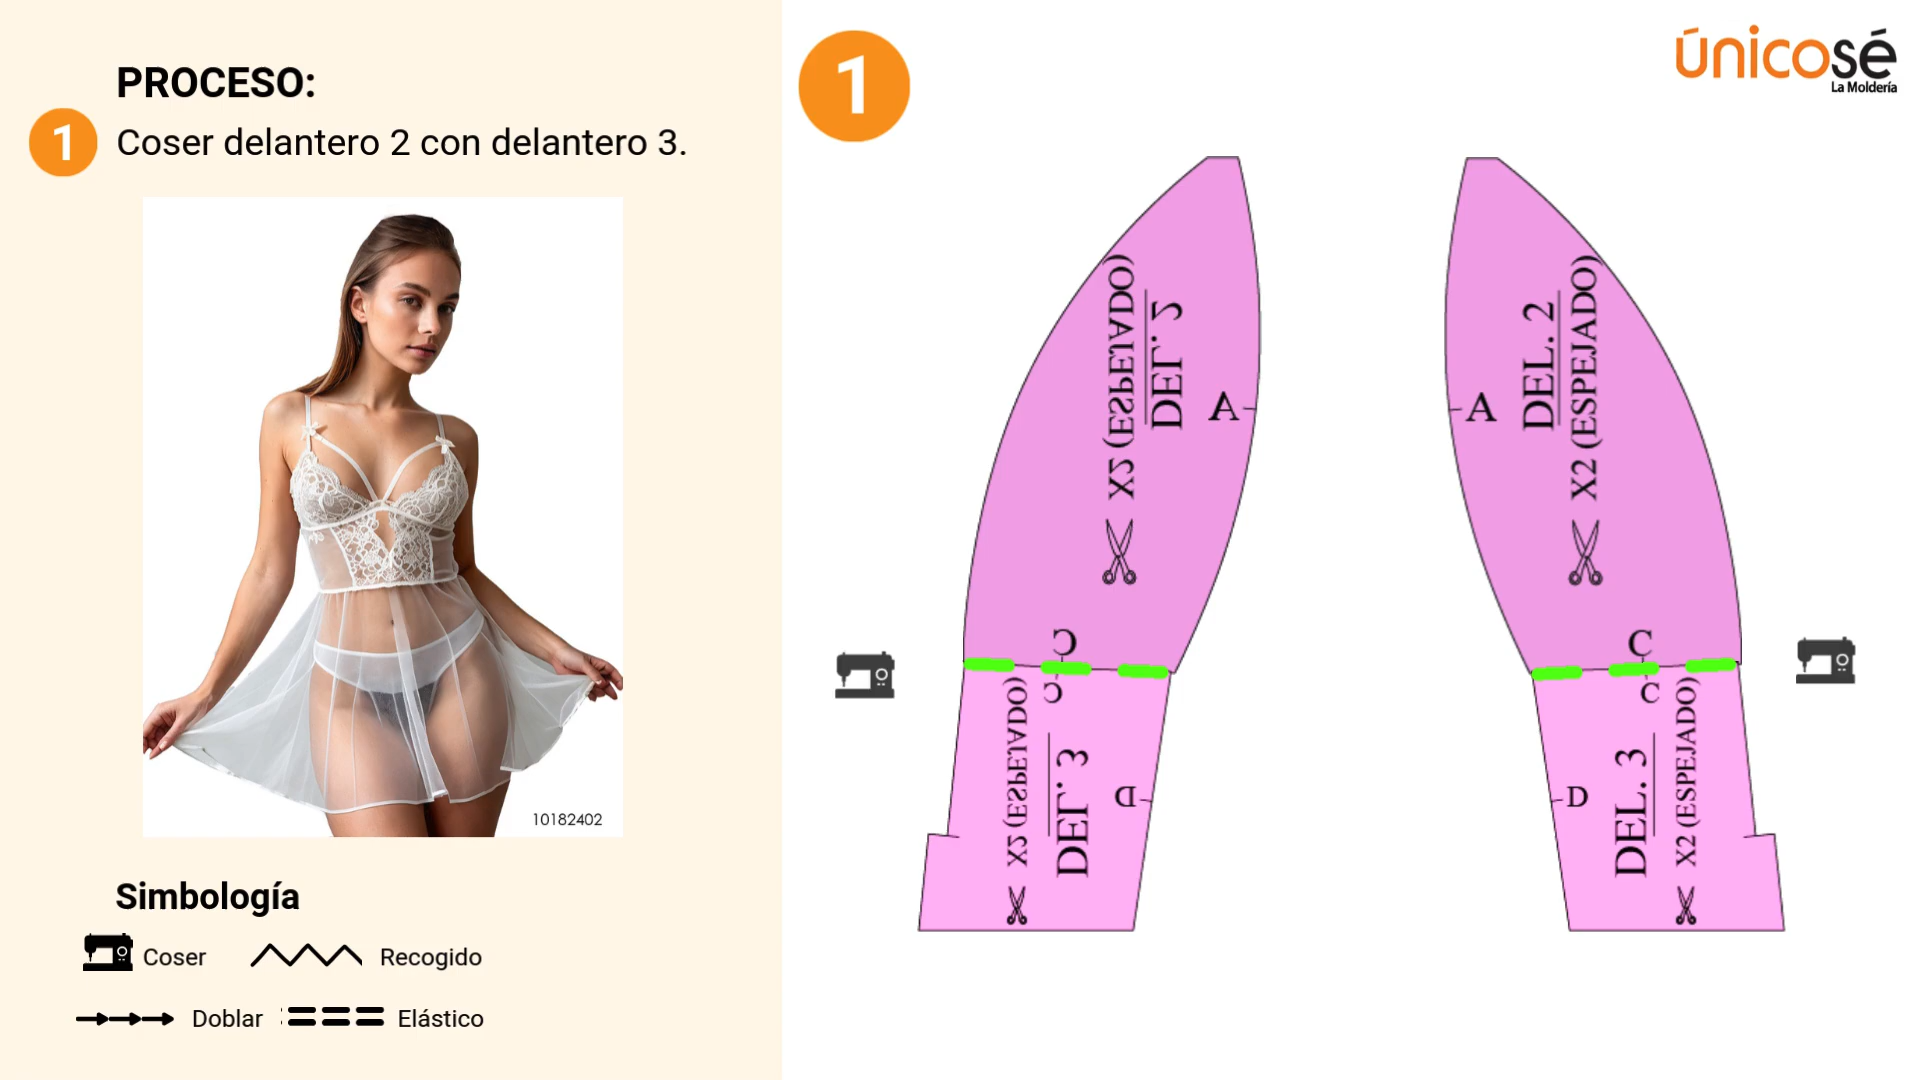 PROCESO:
1 Coser delantero 2 con delantero 3.
10182402
Simbología
Coser Recogido
Doblar Elástico
1
únicosé
La Moldería
DEL. 2
X2 (ESPEJADO)
A
C
C
DEL. 3
X2 (ESPEJADO)
D
A
DEL. 2
X2 (ESPEJADO)
C
C
D
DEL. 3
X2 (ESPEJADO)